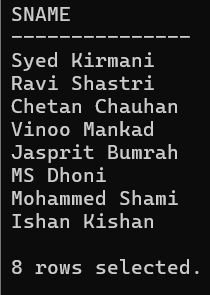 SNAME
---------------
Syed Kirmani
Ravi Shastri
Chetan Chauhan
Vinoo Mankad
Jasprit Bumrah
MS Dhoni
Mohammed Shami
Ishan Kishan
8 rows selected.